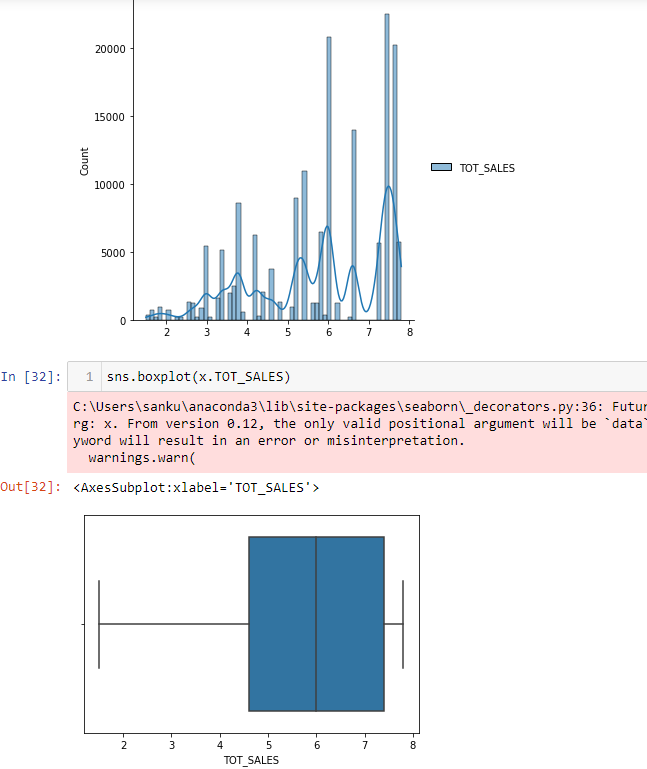 20000
15000
Count
10000
5000
0
TOT_SALES
2 3 4 5 6 7 8
In [32]: 1 sns.boxplot(x.TOT_SALES)
C:\Users\sanku\anaconda3\lib\site-packages\seaborn\_decorators.py:36: Futur
rg: x. From version 0.12, the only valid positional argument will be `data`
yword will result in an error or misinterpretation.
warnings.warn(
Out[32]: <AxesSubplot:xlabel='TOT_SALES'>
2 3 4 5 6 7 8
TOT_SALES